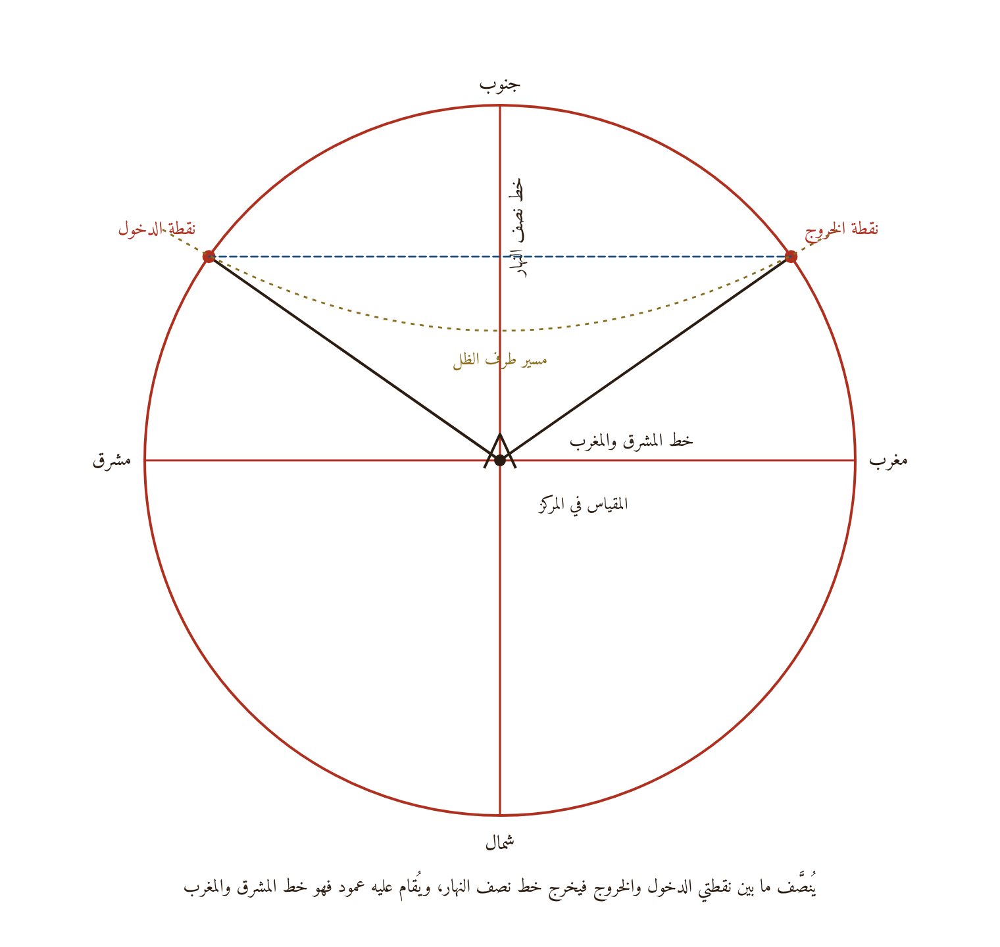 جنوب
خط نصف النهار
نقطة الخروج
نقطة الدخول
مسير طرف الظل
خط المشرق والمغرب
مغرب
مشرق
المقياس في المركز
شمال
يُنصَّف ما بين نقطتي الدخول والخروج فيخرج خط نصف النهار، ويُقام عليه عمود فهو خط المشرق والمغرب